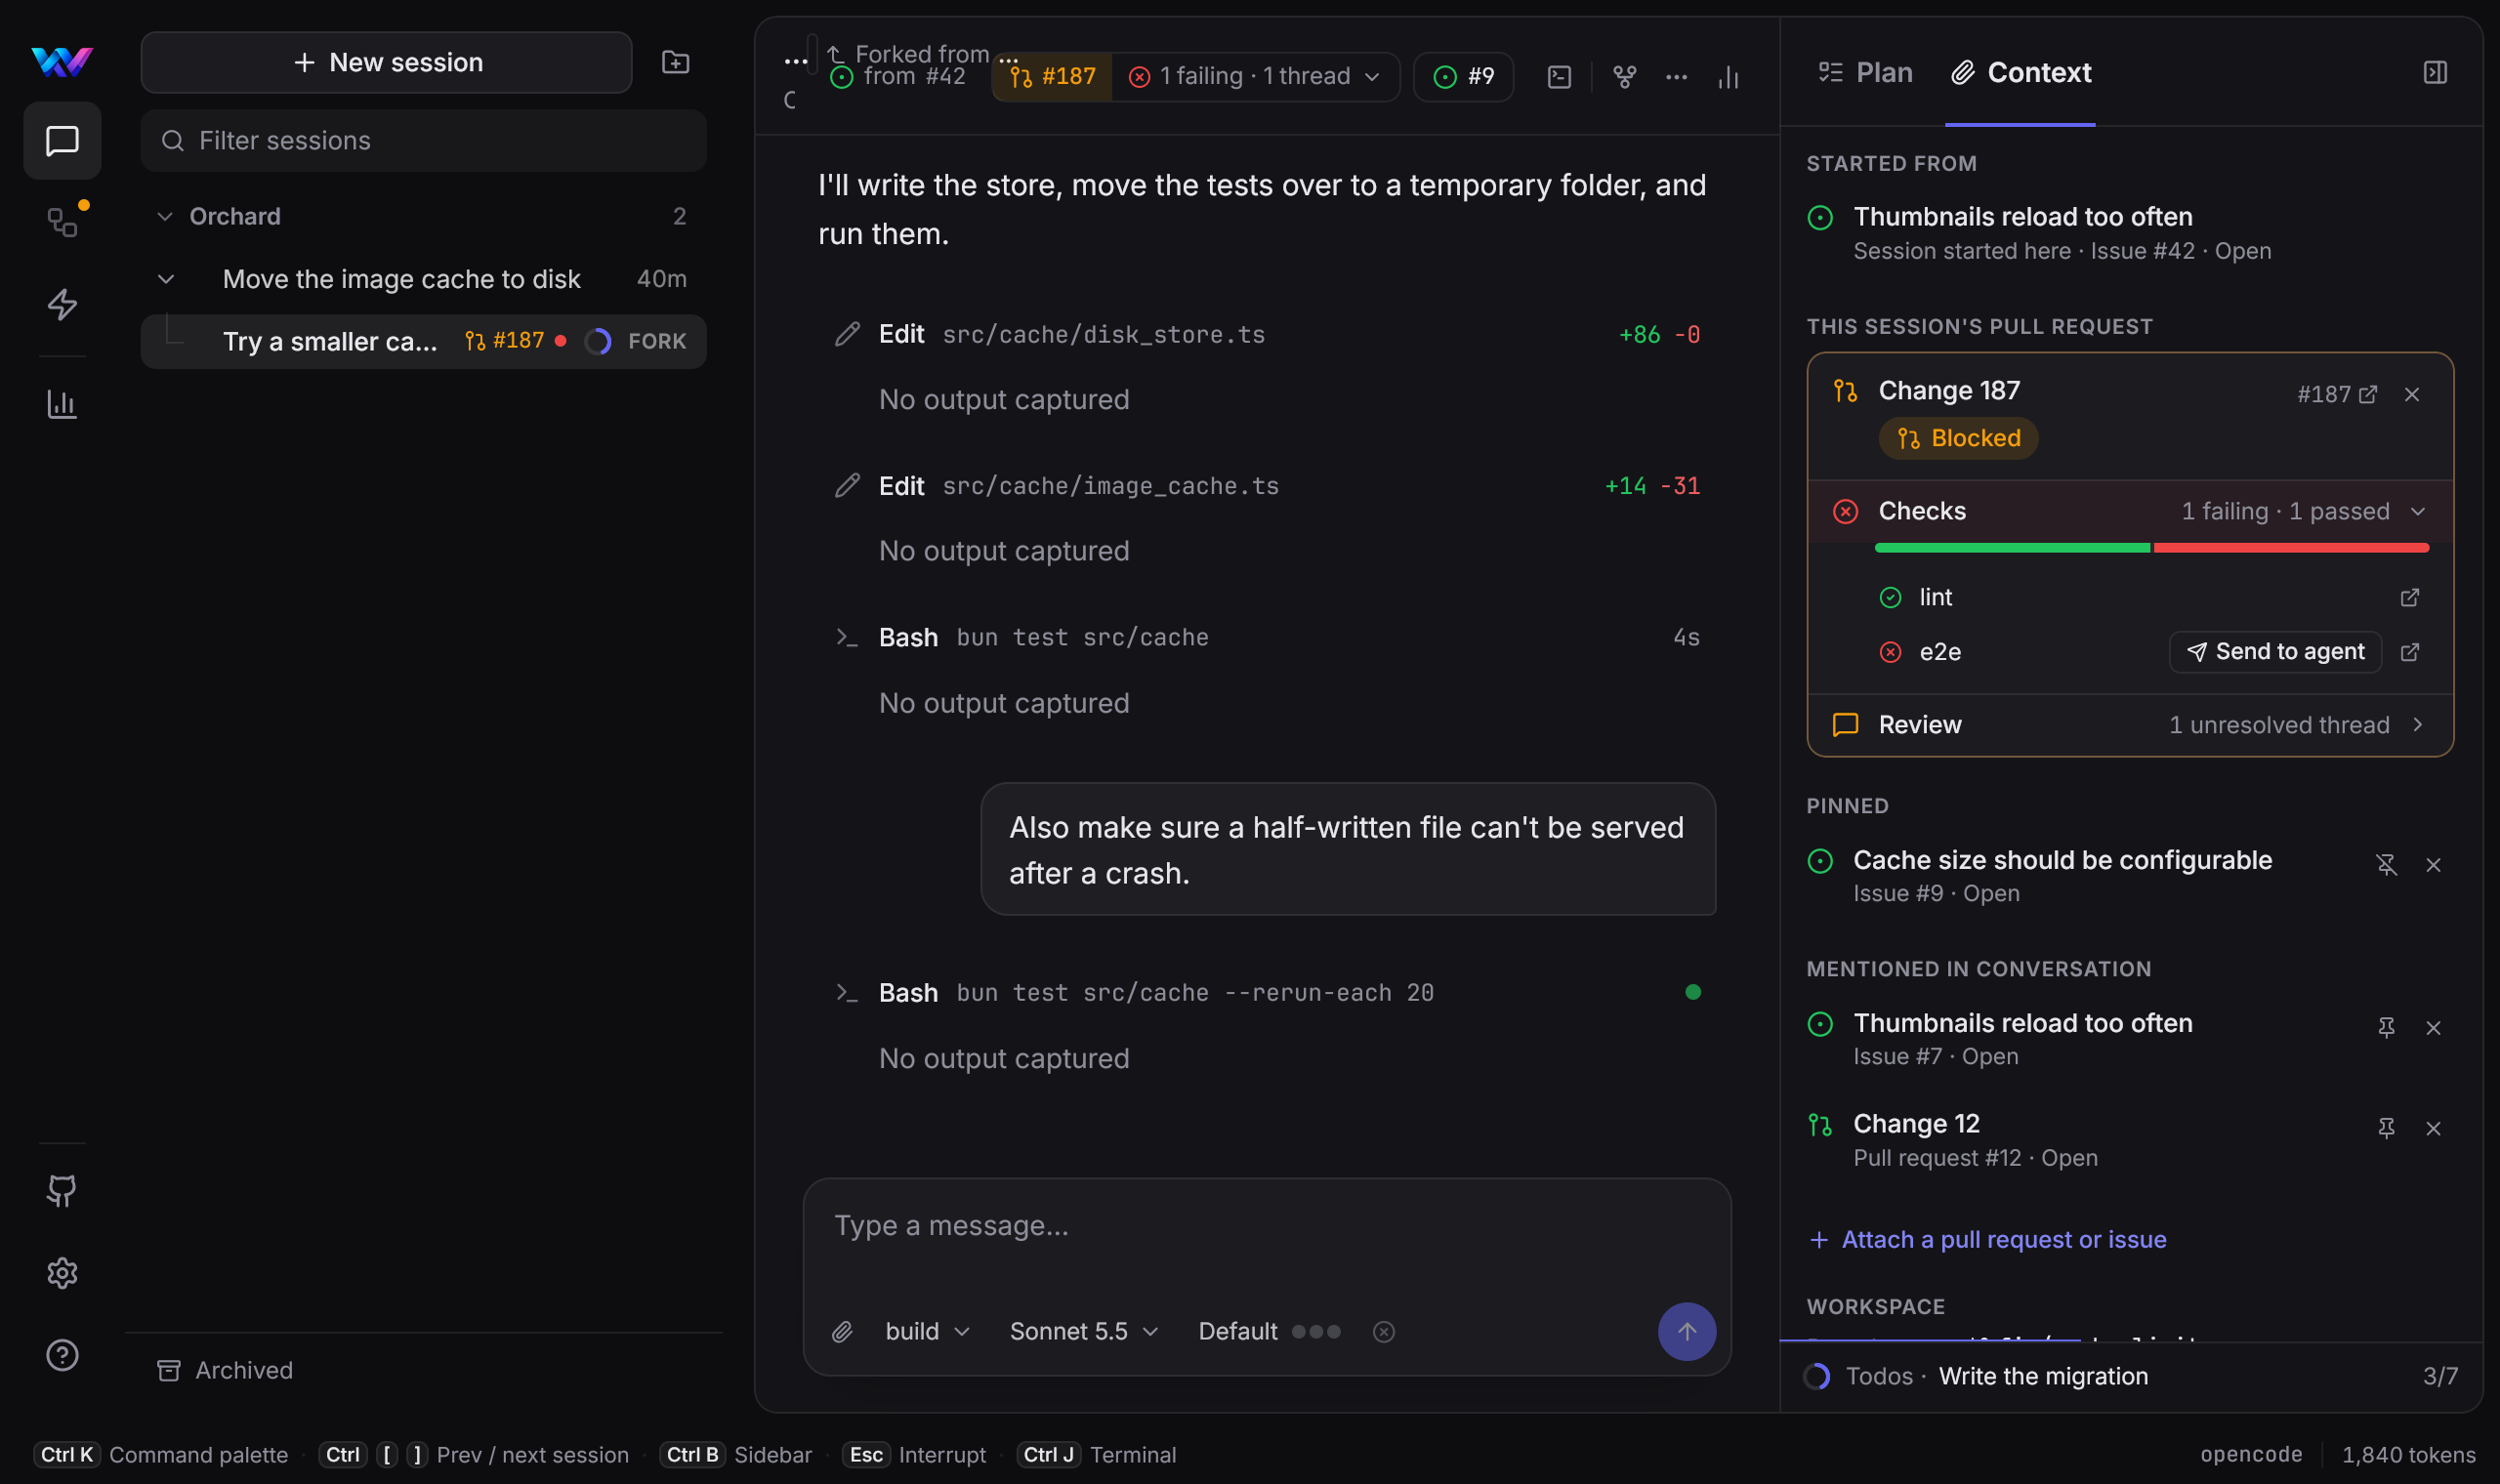 New session
Filter sessions
Orchard 2
Move the image cache to disk 40m
Try a smaller ca... #187 FORK
Archived
Forked from ...
from #42 #187 1 failing · 1 thread #9
I'll write the store, move the tests over to a temporary folder, and
run them.
Edit src/cache/disk_store.ts +86 -0
No output captured
Edit src/cache/image_cache.ts +14 -31
No output captured
Bash bun test src/cache 4s
No output captured
Also make sure a half-written file can't be served
after a crash.
Bash bun test src/cache --rerun-each 20
No output captured
Type a message...
build Sonnet 5.5 Default
Plan Context
STARTED FROM
Thumbnails reload too often
Session started here · Issue #42 · Open
THIS SESSION'S PULL REQUEST
Change 187 #187
Blocked
Checks 1 failing · 1 passed
lint
e2e Send to agent
Review 1 unresolved thread
PINNED
Cache size should be configurable
Issue #9 · Open
MENTIONED IN CONVERSATION
Thumbnails reload too often
Issue #7 · Open
Change 12
Pull request #12 · Open
Attach a pull request or issue
WORKSPACE
Todos · Write the migration 3/7
Ctrl K Command palette · Ctrl [ ] Prev / next session · Ctrl B Sidebar · Esc Interrupt · Ctrl J Terminal
opencode 1,840 tokens